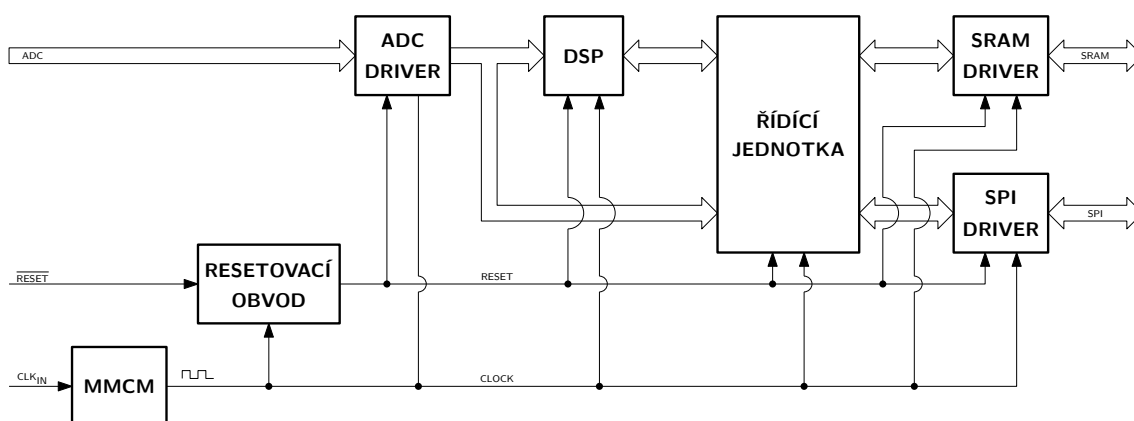 ADC
ADC
DRIVER
DSP
ŘÍDÍCÍ
JEDNOTKA
SRAM
DRIVER
SRAM
SPI
DRIVER
SPI
RESET
RESETOVACÍ
OBVOD
RESET
CLK_IN
MMCM
CLOCK